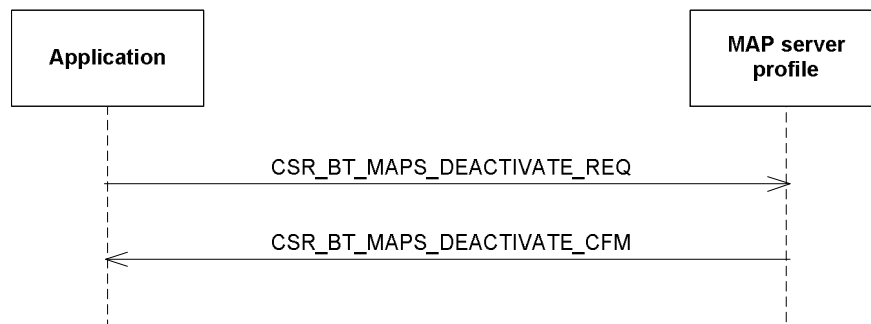 Application
MAP server
profile
CSR_BT_MAPS_DEACTIVATE_REQ
CSR_BT_MAPS_DEACTIVATE_CFM